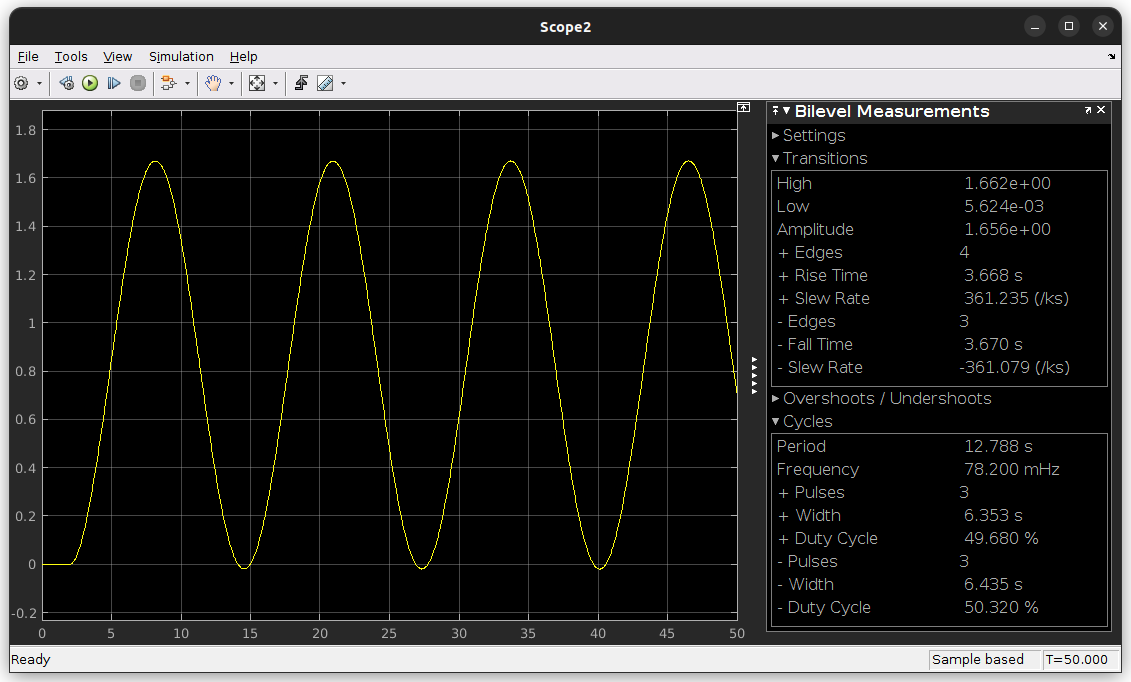 Scope2
File Tools View Simulation Help
Bilevel Measurements
Settings
Transitions
High 1.662e+00
Low 5.624e-03
Amplitude 1.656e+00
+ Edges 4
+ Rise Time 3.668 s
+ Slew Rate 361.235 (/ks)
- Edges 3
- Fall Time 3.670 s
- Slew Rate -361.079 (/ks)
Overshoots / Undershoots
Cycles
Period 12.788 s
Frequency 78.200 mHz
+ Pulses 3
+ Width 6.353 s
+ Duty Cycle 49.680 %
- Pulses 3
- Width 6.435 s
- Duty Cycle 50.320 %
1.8
1.6
1.4
1.2
1
0.8
0.6
0.4
0.2
0
-0.2
0 5 10 15 20 25 30 35 40 45 50
Ready
Sample based T=50.000